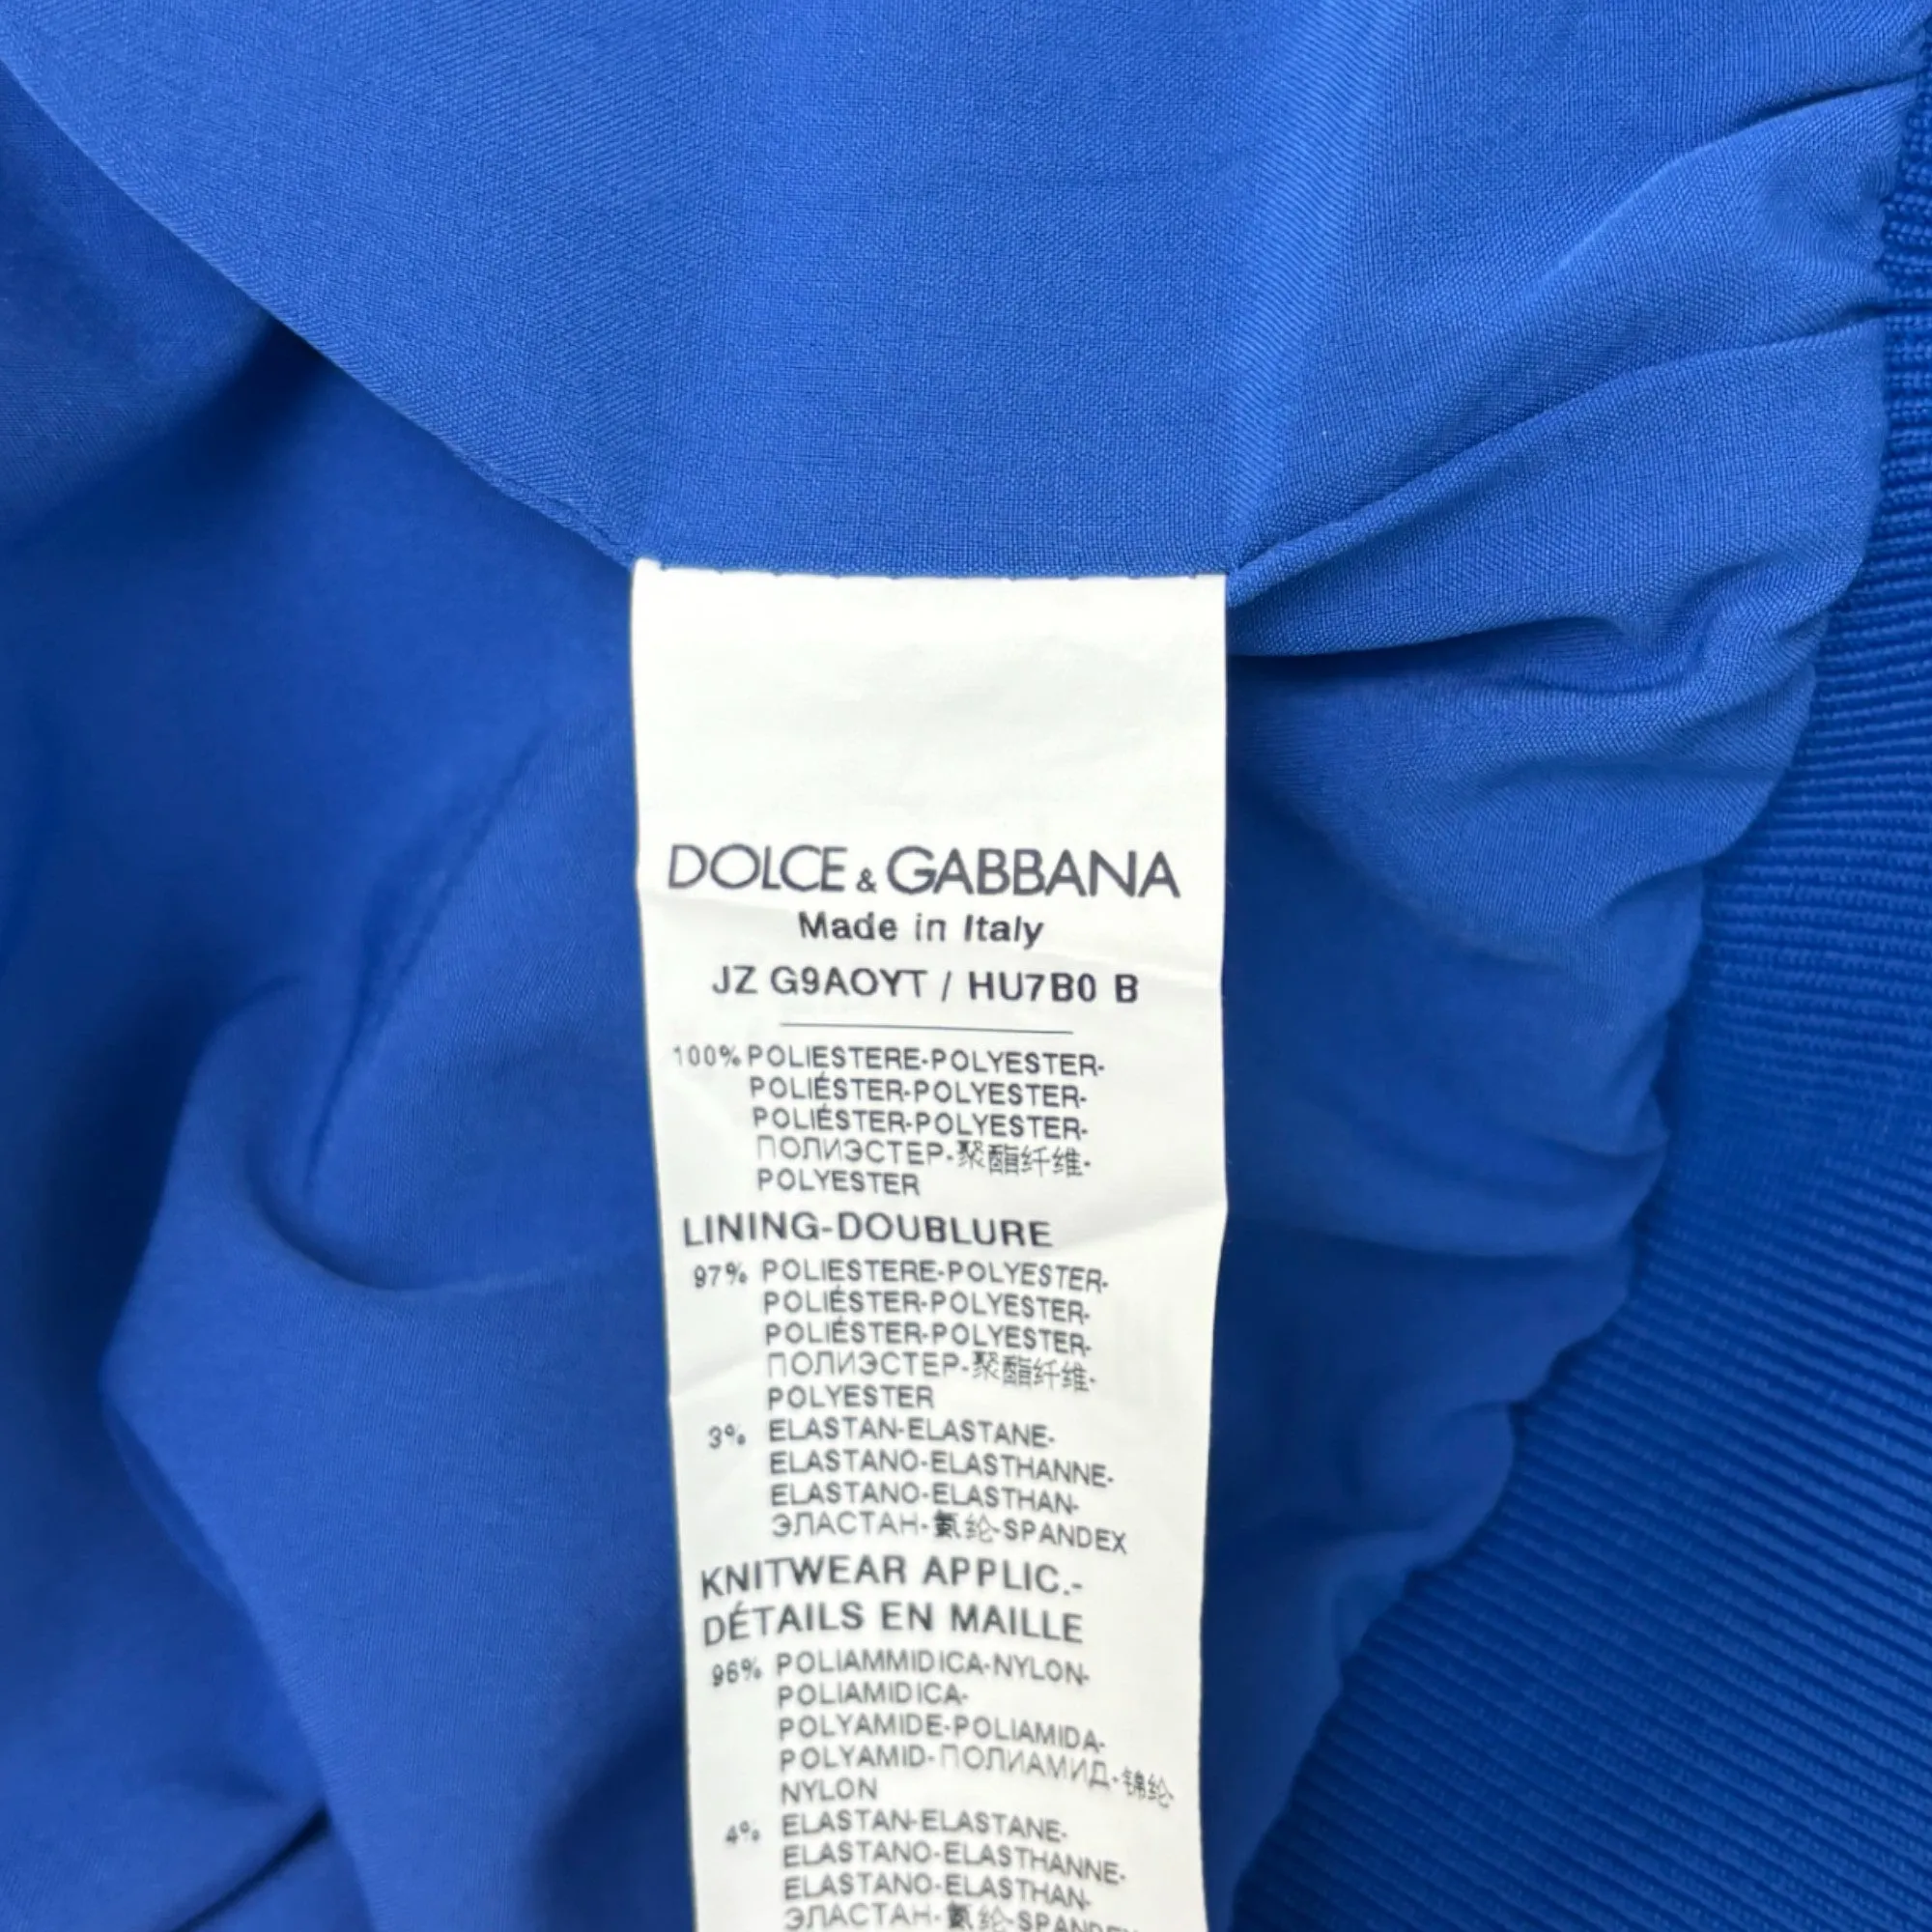 DOLCE & GABBANA
Made in Italy
JZ G9AOYT / HU7B0 B
100% POLIESTERE-POLYESTER-
POLIÉSTER-POLYESTER-
POLIÉSTER-POLYESTER-
ПОЛИЭСТЕР-聚酯纤维-
POLYESTER
LINING-DOUBLURE
97% POLIESTERE-POLYESTER-
POLIÉSTER-POLYESTER-
POLIÉSTER-POLYESTER-
ПОЛИЭСТЕР-聚酯纤维-
POLYESTER
3% ELASTAN-ELASTANE-
ELASTANO-ELASTHANNE-
ELASTANO-ELASTHAN-
ЭЛАСТАН-氨纶-SPANDEX
KNITWEAR APPLIC.-
DÉTAILS EN MAILLE
96% POLIAMMIDICA-NYLON-
POLIAMIDICA-
POLYAMIDE-POLIAMIDA-
POLYAMID-ПОЛИАМИД-锦纶-
NYLON
4% ELASTAN-ELASTANE-
ELASTANO-ELASTHANNE-
ELASTANO-ELASTHAN-
ЭЛАСТАН-氨纶-